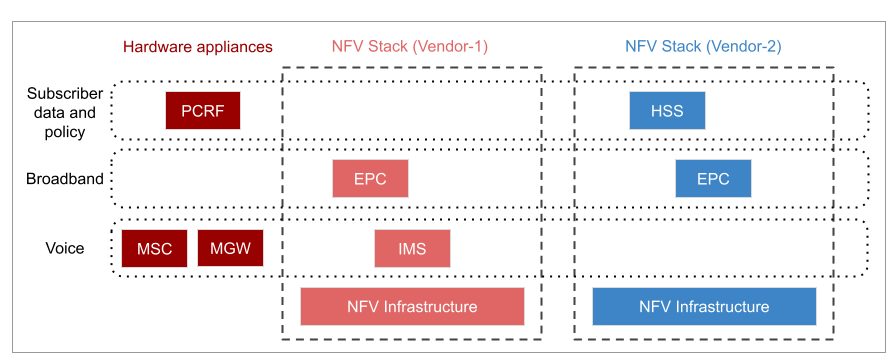 Hardware appliances
NFV Stack (Vendor-1)
NFV Stack (Vendor-2)
Subscriber
data and
policy
PCRF
HSS
Broadband
EPC
EPC
Voice
MSC
MGW
IMS
NFV Infrastructure
NFV Infrastructure